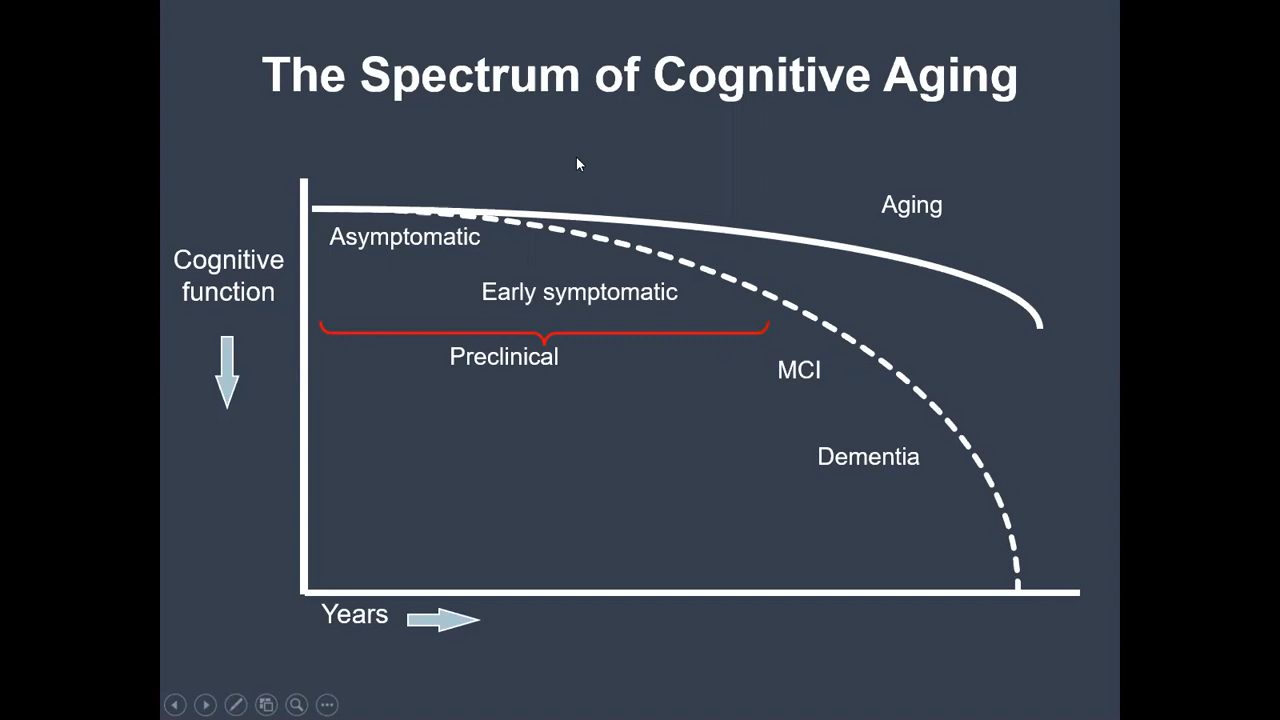 The Spectrum of Cognitive Aging
Aging
Asymptomatic
Cognitive
function
Early symptomatic
Preclinical
MCI
Dementia
Years